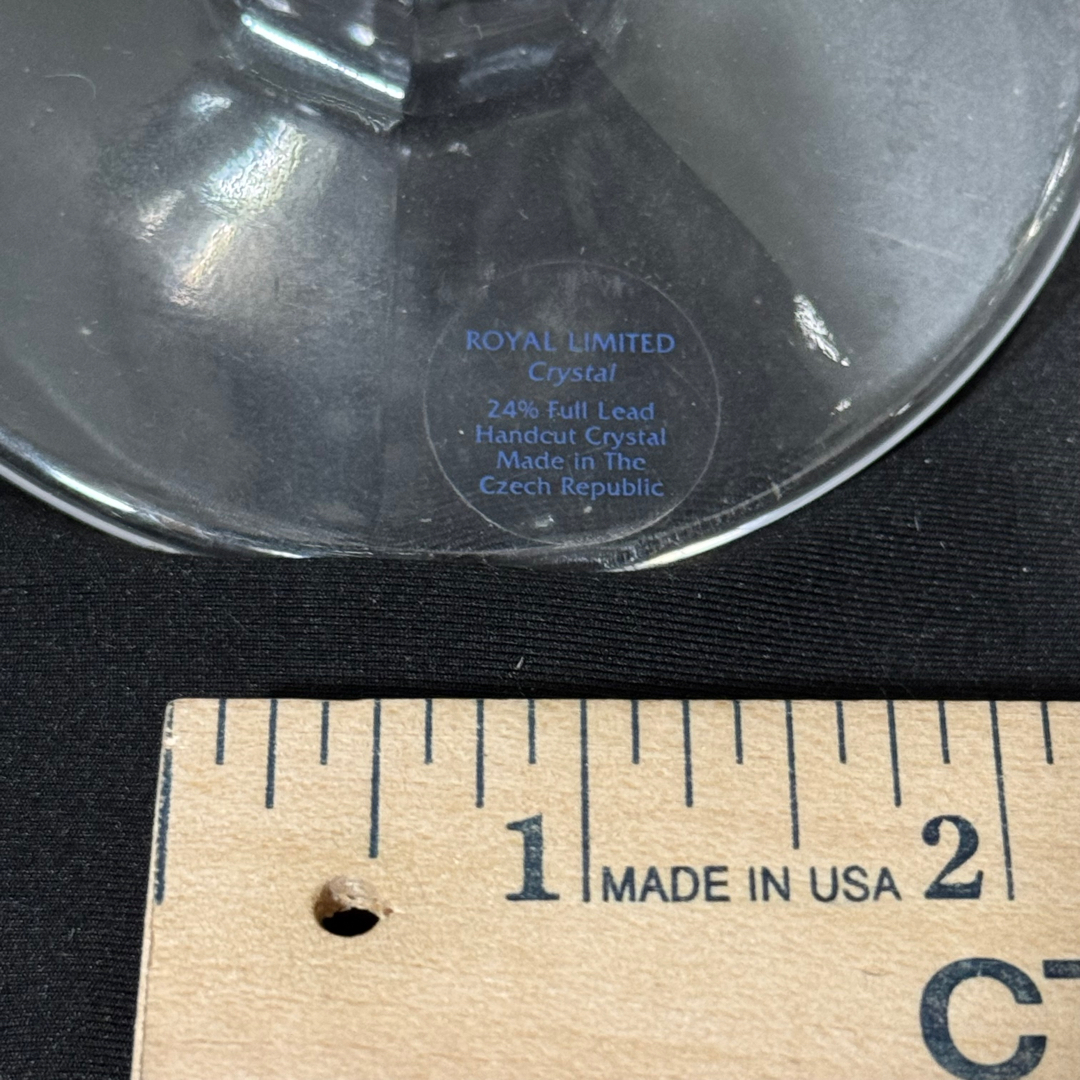 ROYAL LIMITED
Crystal
24% Full Lead
Handcut Crystal
Made in The
Czech Republic
1 MADE IN USA 2